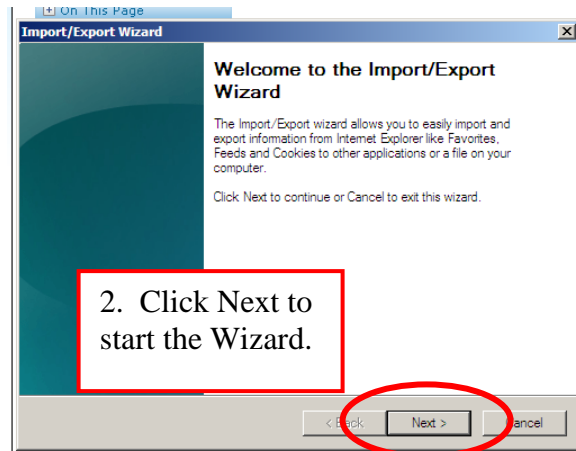 On This Page
Import/Export Wizard
Welcome to the Import/Export
Wizard
The Import/Export wizard allows you to easily import and
export information from Internet Explorer like Favorites,
Feeds and Cookies to other applications or a file on your
computer.
Click Next to continue or Cancel to exit this wizard.
2. Click Next to
start the Wizard.
< Back Next > Cancel